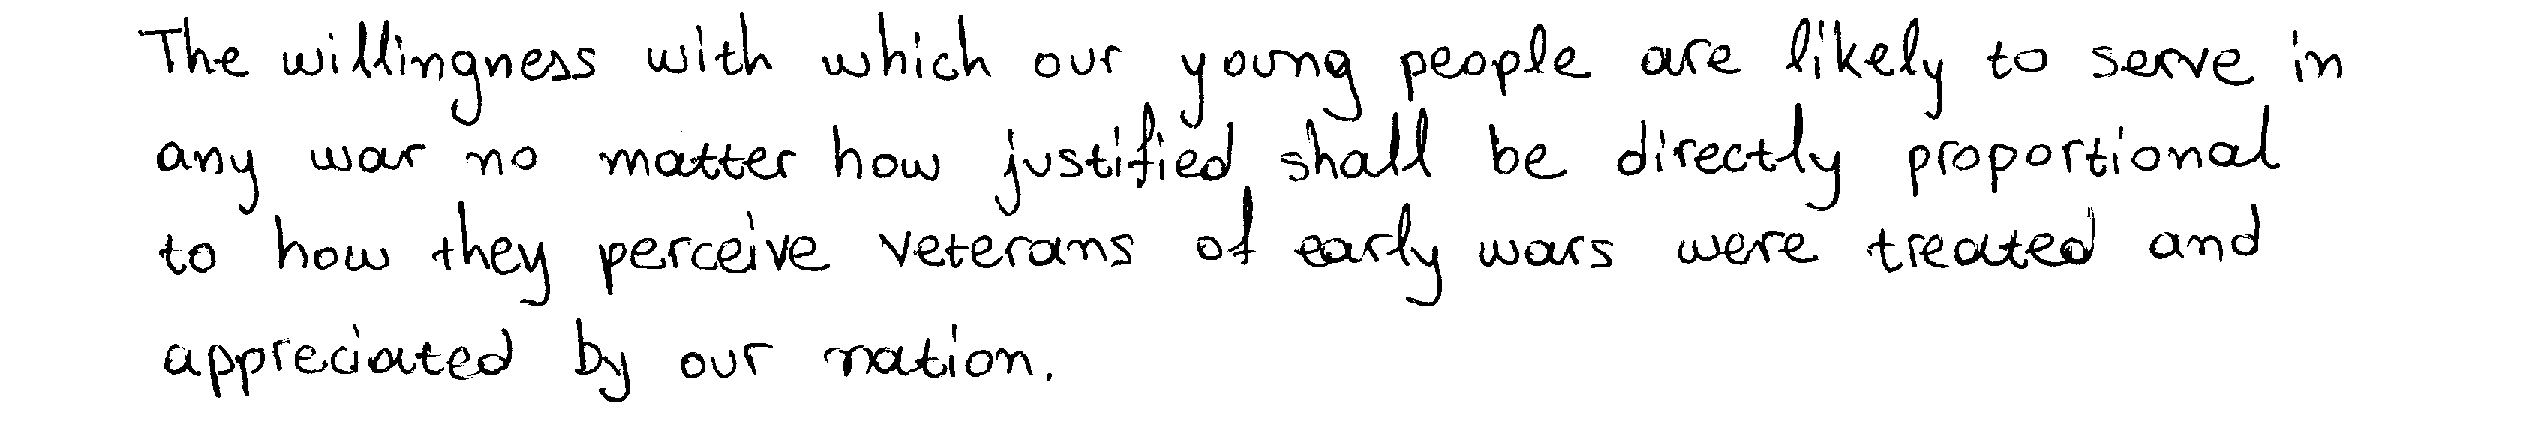 The willingness with which our young people are likely to serve in
any war no matter how justified shall be directly proportional
to how they perceive veterans of early wars were treated and
appreciated by our nation.